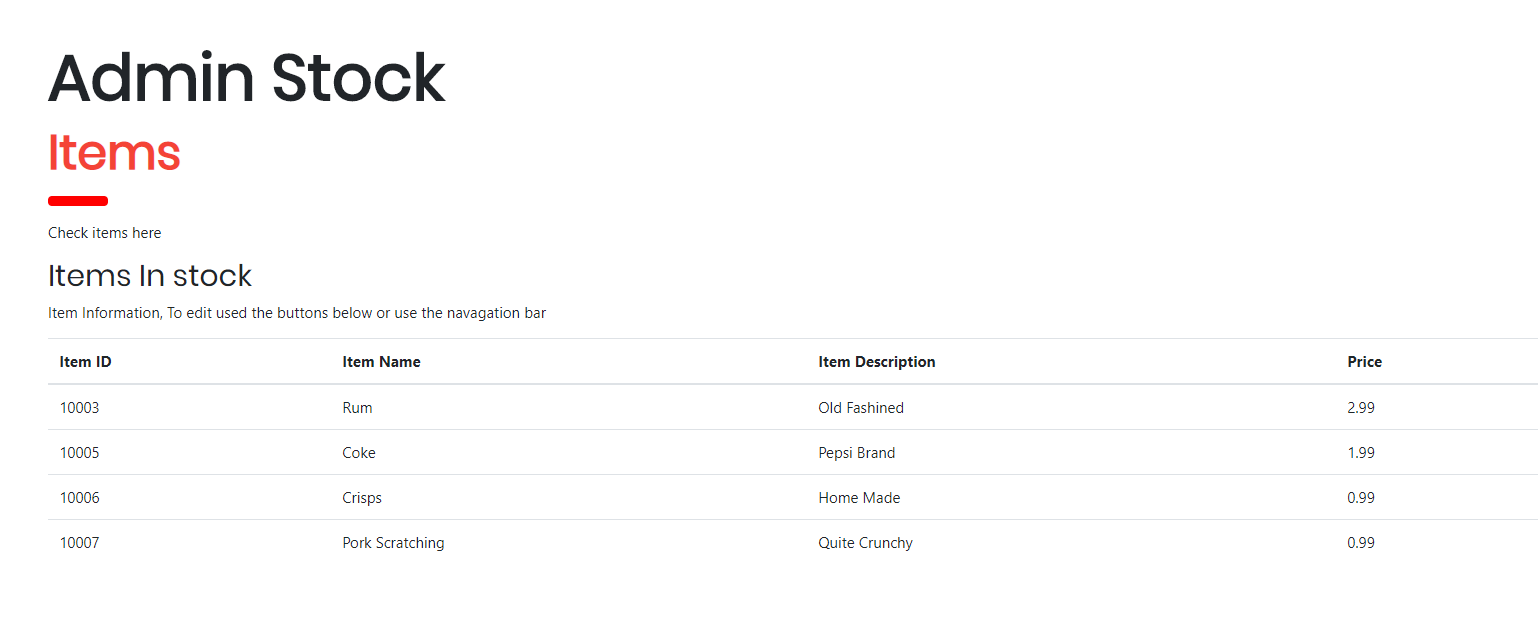 Admin Stock
Items
Check items here
Items In stock
Item Information, To edit used the buttons below or use the navagation bar
Item ID Item Name Item Description Price
10003 Rum Old Fashined 2.99
10005 Coke Pepsi Brand 1.99
10006 Crisps Home Made 0.99
10007 Pork Scratching Quite Crunchy 0.99